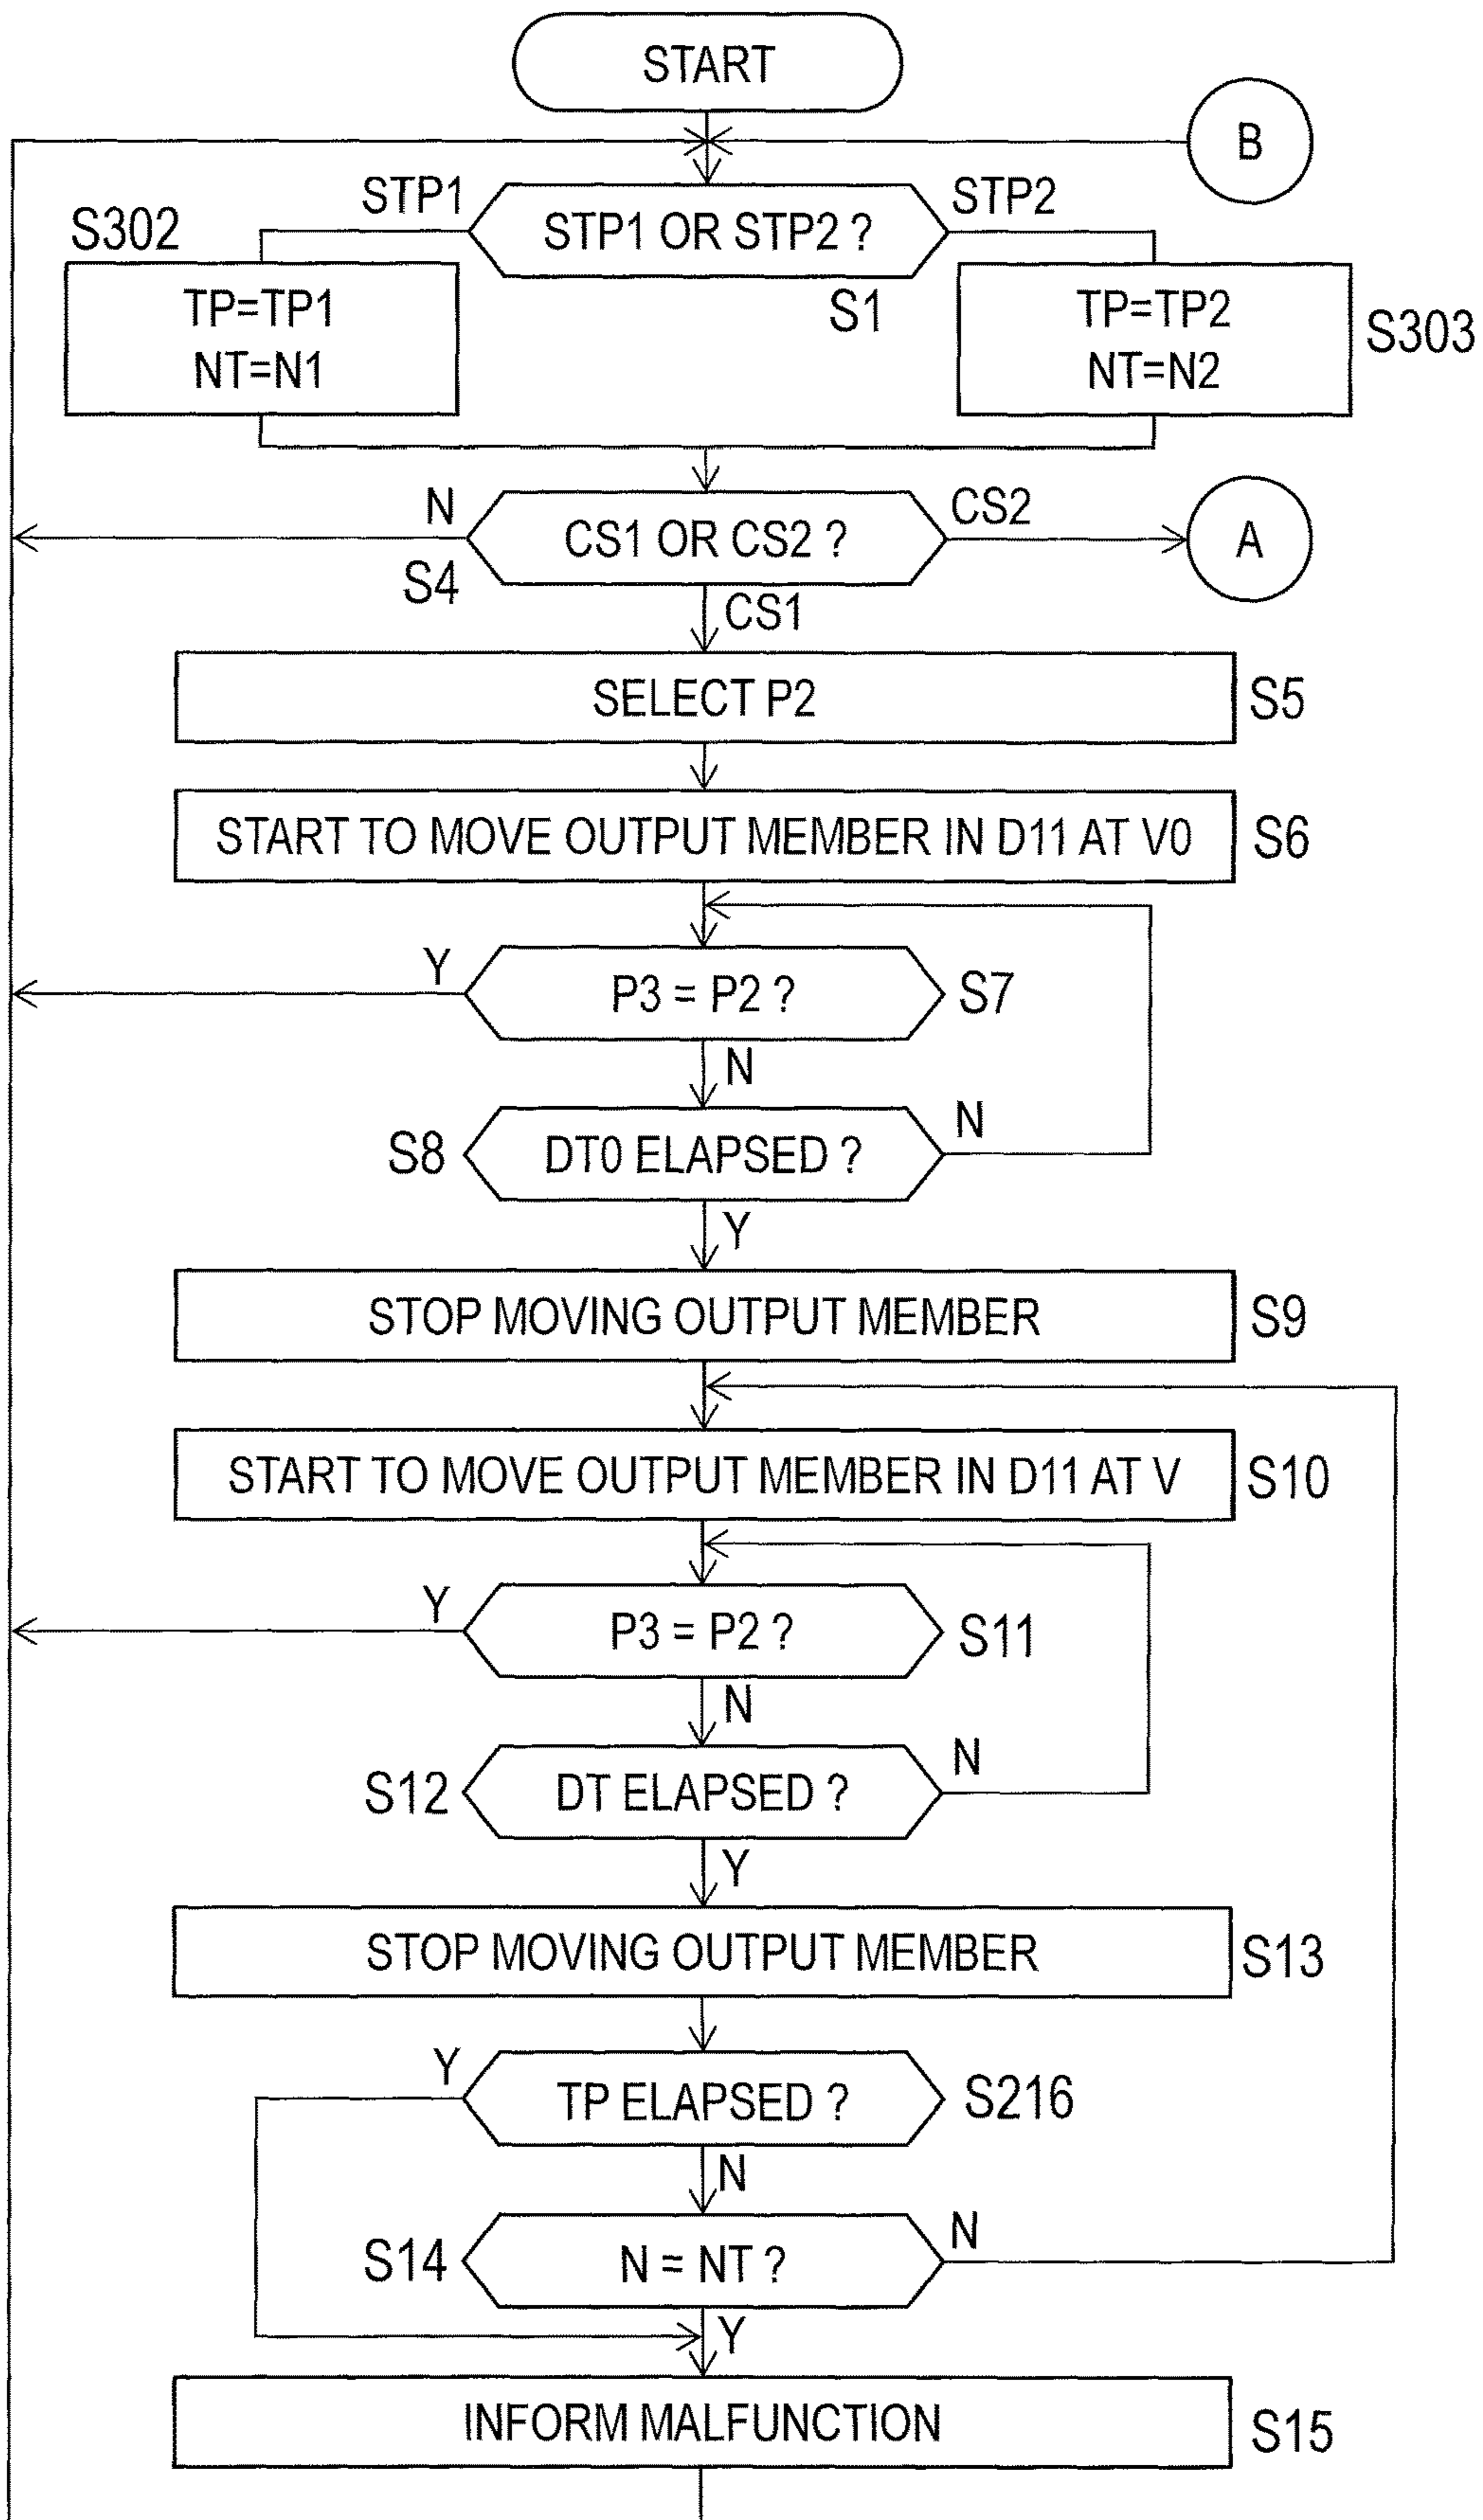 START
B
STP1
STP2
S302
STP1 OR STP2 ?
S1
TP=TP1
NT=N1
TP=TP2
NT=N2
S303
N
CS1 OR CS2 ?
CS2
A
S4
CS1
SELECT P2
S5
START TO MOVE OUTPUT MEMBER IN D11 AT V0
S6
Y
P3 = P2 ?
S7
N
S8
DT0 ELAPSED ?
N
Y
STOP MOVING OUTPUT MEMBER
S9
START TO MOVE OUTPUT MEMBER IN D11 AT V
S10
Y
P3 = P2 ?
S11
N
S12
DT ELAPSED ?
N
Y
STOP MOVING OUTPUT MEMBER
S13
Y
TP ELAPSED ?
S216
N
S14
N = NT ?
N
Y
INFORM MALFUNCTION
S15